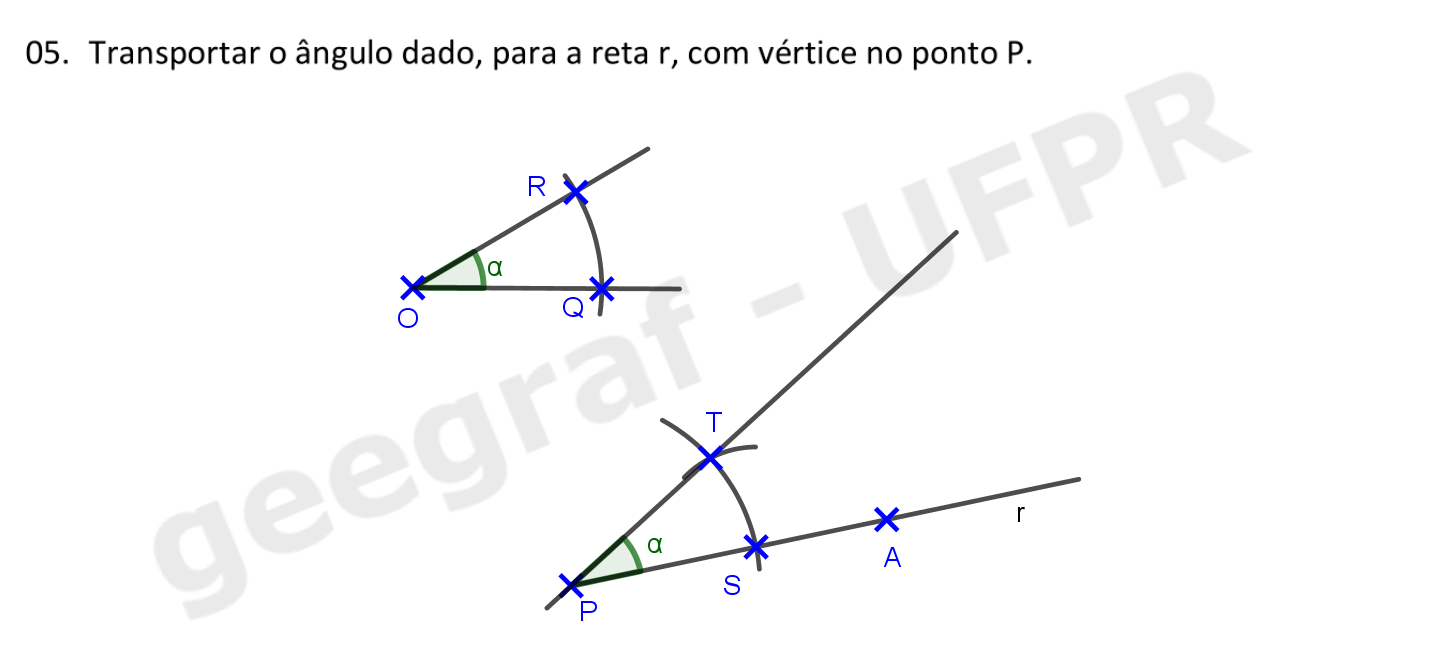 05. Transportar o ângulo dado, para a reta r, com vértice no ponto P.
geegraf - UFPR
R
α
O
Q
T
α
r
A
S
P